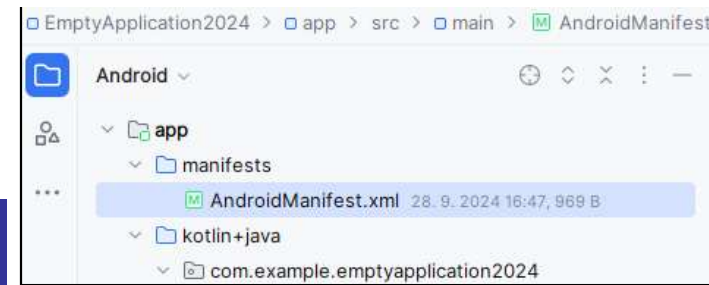 EmptyApplication2024 > app > src > main > AndroidManifest
Android
app
manifests
AndroidManifest.xml 28. 9. 2024 16:47, 969 B
kotlin+java
com.example.emptyapplication2024